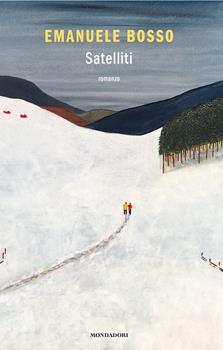 EMANUELE BOSSO
Satelliti
romanzo
MONDADORI